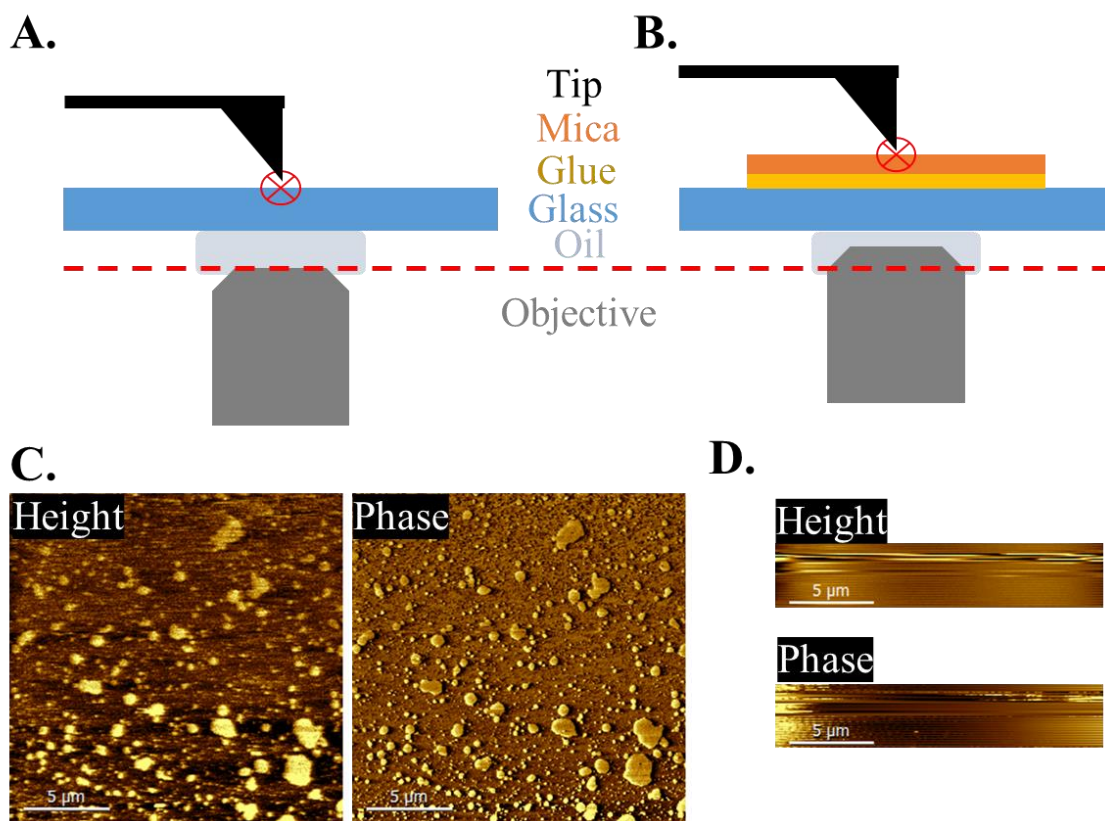 A.
B.
Tip
Mica
Glue
Glass
Oil
Objective
C.
D.
Height
Phase
Height
5 µm
Phase
5 µm
5 µm
5 µm